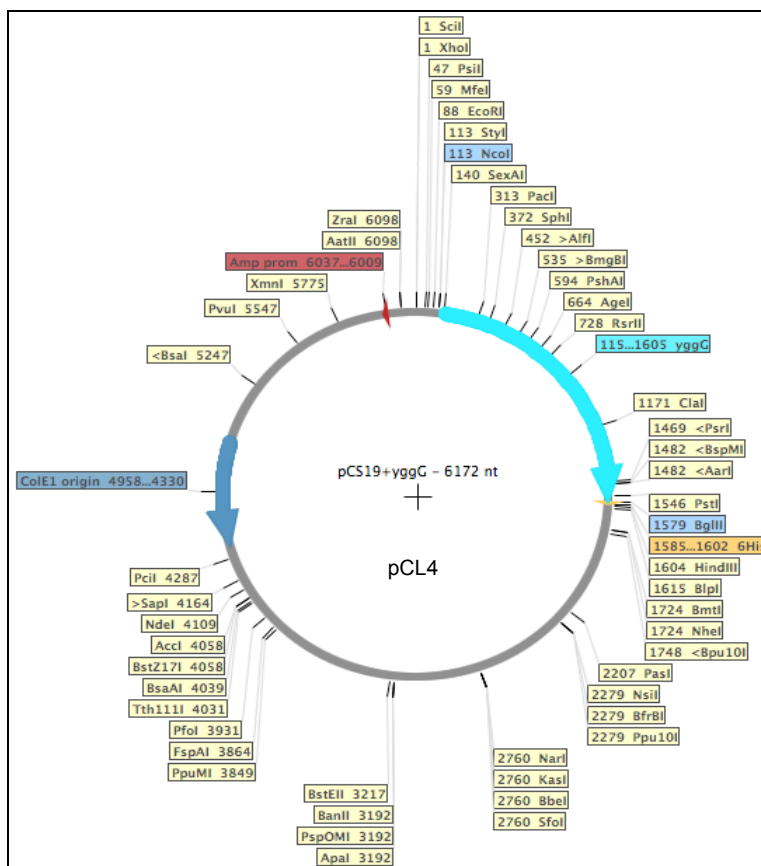 1 SciI
1 XhoI
47 PsiI
59 MfeI
88 EcoRI
113 StyI
113 NcoI
140 SexAI
313 PacI
372 SphI
452 >AlfI
535 >BmgBI
594 PshAI
664 AgeI
728 RsrII
115...1605 yggG
1171 ClaI
1469 <PsrI
1482 <BspMI
1482 <AarI
1546 PstI
1579 BglII
1585...1602 6His
1604 HindIII
1615 BlpI
1724 BmtI
1724 NheI
1748 <Bpu10I
2207 PasI
2279 NsiI
2279 BfrBI
2279 Ppu10I
2760 NarI
2760 KasI
2760 BbeI
2760 SfoI
BstEII 3217
BanII 3192
PspOMI 3192
ApaI 3192
PciI 4287
>SapI 4164
NdeI 4109
AccI 4058
BstZ17I 4058
BsaAI 4039
Tth111I 4031
PfoI 3931
FspAI 3864
PpuMI 3849
ColE1 origin 4958...4330
<BsaI 5247
PvuI 5547
XmnI 5775
Amp prom 6037...6009
AatII 6098
ZraI 6098
pCS19+yggG - 6172 nt
pCL4